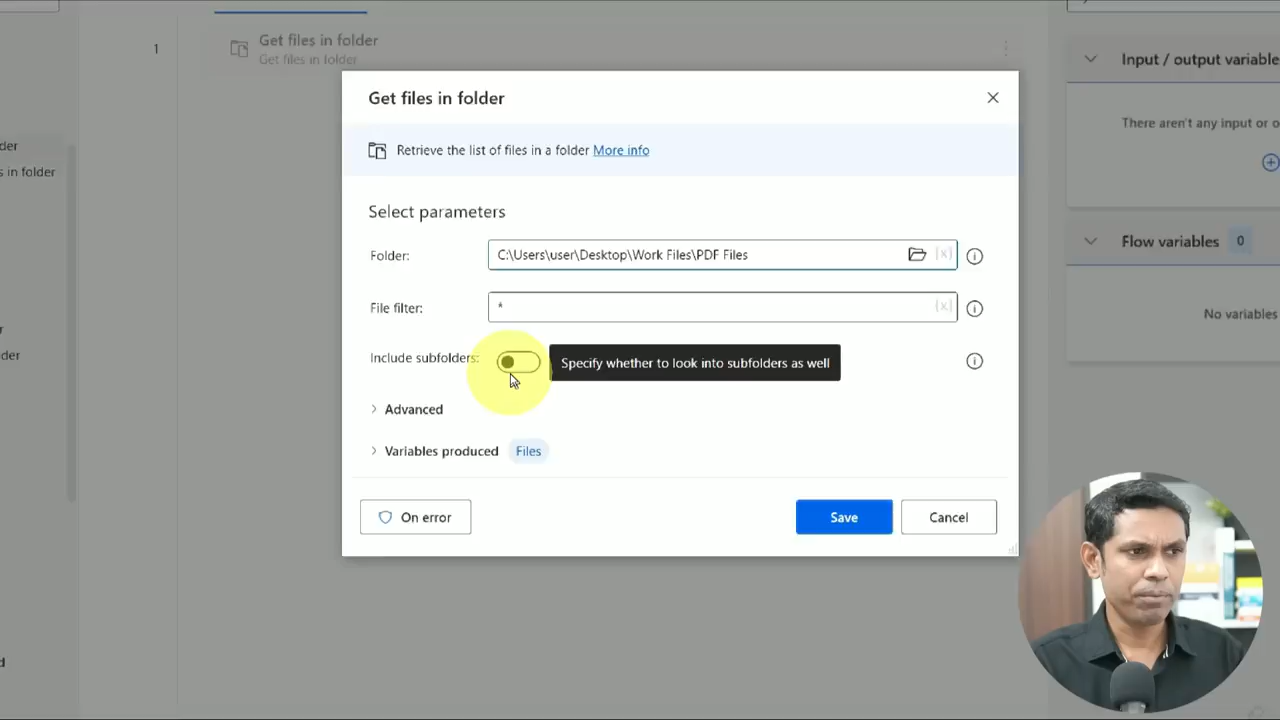 Get files in folder
1
Get files in folder
Get files in folder
Input / output variable
Retrieve the list of files in a folder More info
There aren't any input or o
der
s in folder
Select parameters
Folder: C:\Users\user\Desktop\Work Files\PDF Files
Flow variables 0
File filter: *
No variables
r
der
Include subfolders: Specify whether to look into subfolders as well
Advanced
Variables produced Files
On error Save Cancel
d